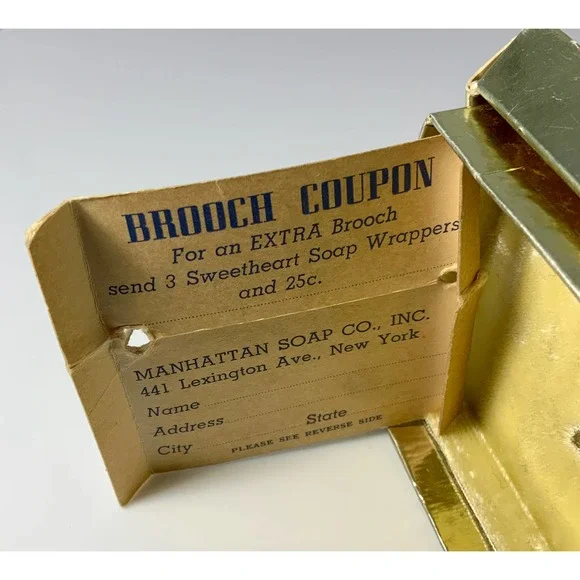 BROOCH COUPON
For an EXTRA Brooch
send 3 Sweetheart Soap Wrappers
and 25c.
MANHATTAN SOAP CO., INC.
441 Lexington Ave., New York
Name
Address
City State
PLEASE SEE REVERSE SIDE